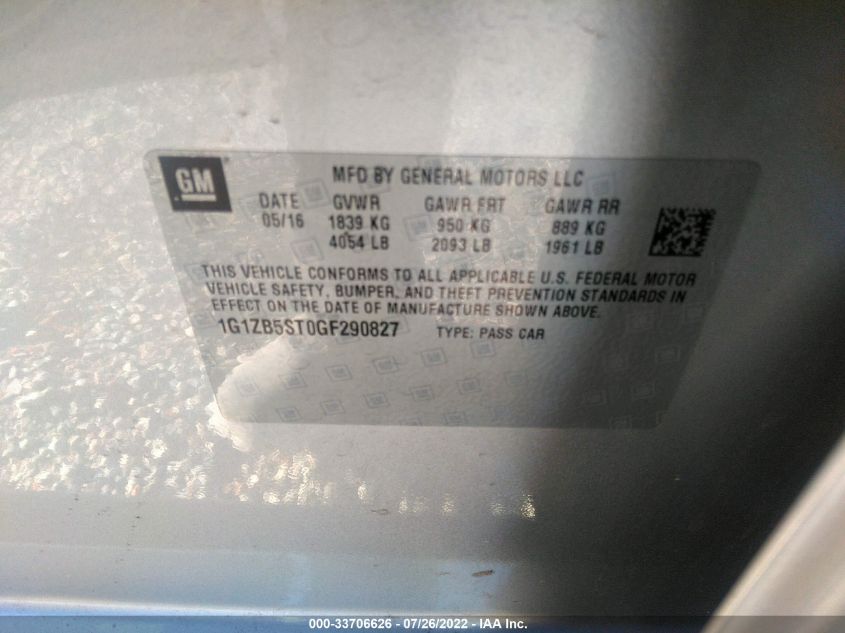 GM
MFD BY GENERAL MOTORS LLC
DATE GVWR GAWR FRT GAWR RR
05/16 1839 KG 950 KG 889 KG
4054 LB 2093 LB 1961 LB
THIS VEHICLE CONFORMS TO ALL APPLICABLE U.S. FEDERAL MOTOR
VEHICLE SAFETY, BUMPER, AND THEFT PREVENTION STANDARDS IN
EFFECT ON THE DATE OF MANUFACTURE SHOWN ABOVE.
1G1ZB5ST0GF290827 TYPE: PASS CAR
000-33706626 - 07/26/2022 - IAA Inc.